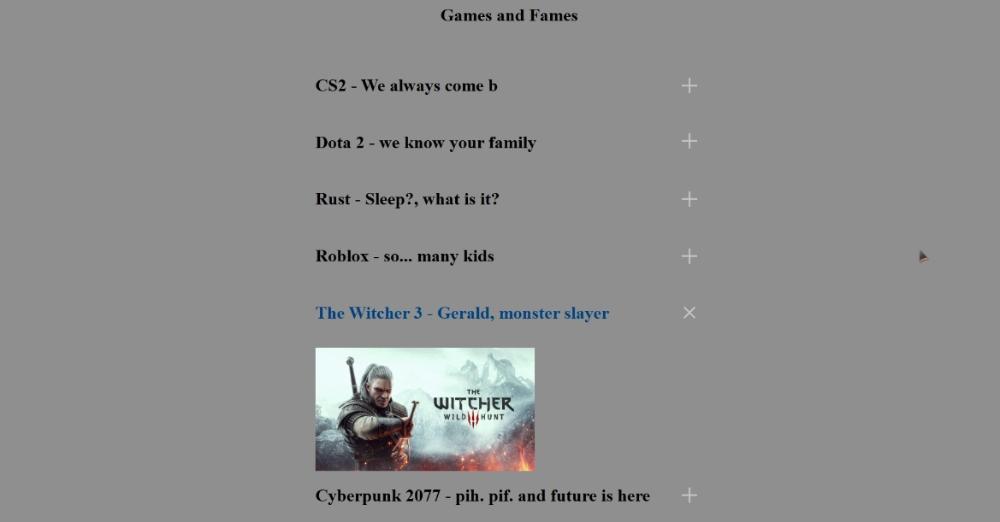 Games and Fames
CS2 - We always come b
Dota 2 - we know your family
Rust - Sleep?, what is it?
Roblox - so... many kids
The Witcher 3 - Gerald, monster slayer
THE
WITCHER
WILD HUNT
Cyberpunk 2077 - pih. pif. and future is here